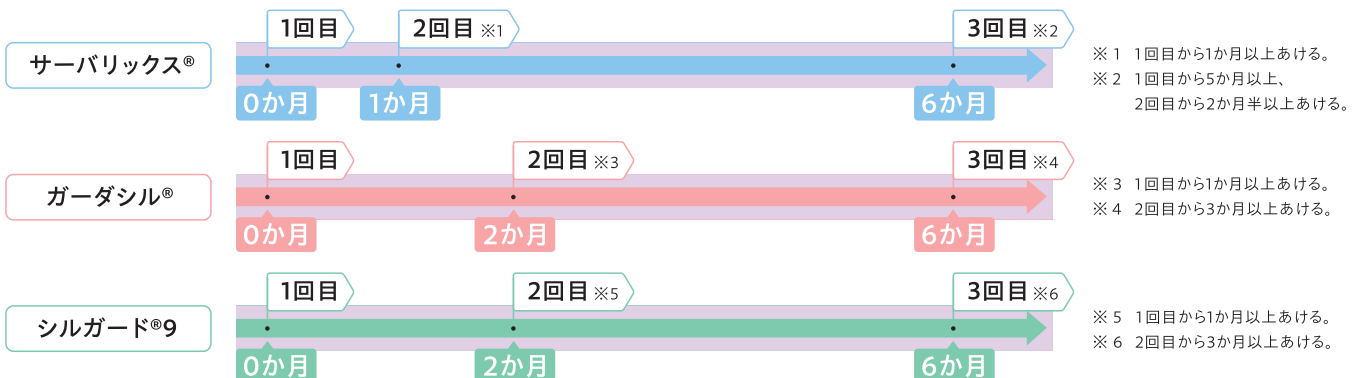 1回目
2回目 ※1
3回目 ※2
サーバリックス®
0か月
1か月
6か月
※1 1回目から1か月以上あける。
※2 1回目から5か月以上、
2回目から2か月半以上あける。
1回目
2回目 ※3
3回目 ※4
ガーダシル®
0か月
2か月
6か月
※3 1回目から1か月以上あける。
※4 2回目から3か月以上あける。
1回目
2回目 ※5
3回目 ※6
シルガード®9
0か月
2か月
6か月
※5 1回目から1か月以上あける。
※6 2回目から3か月以上あける。